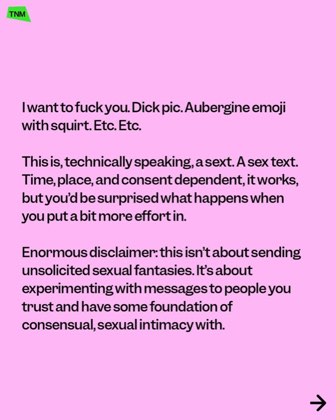 TNM
I want to fuck you. Dick pic. Aubergine emoji
with squirt. Etc. Etc.
This is, technically speaking, a sext. A sex text.
Time, place, and consent dependent, it works,
but you'd be surprised what happens when
you put a bit more effort in.
Enormous disclaimer: this isn't about sending
unsolicited sexual fantasies. It's about
experimenting with messages to people you
trust and have some foundation of
consensual, sexual intimacy with.